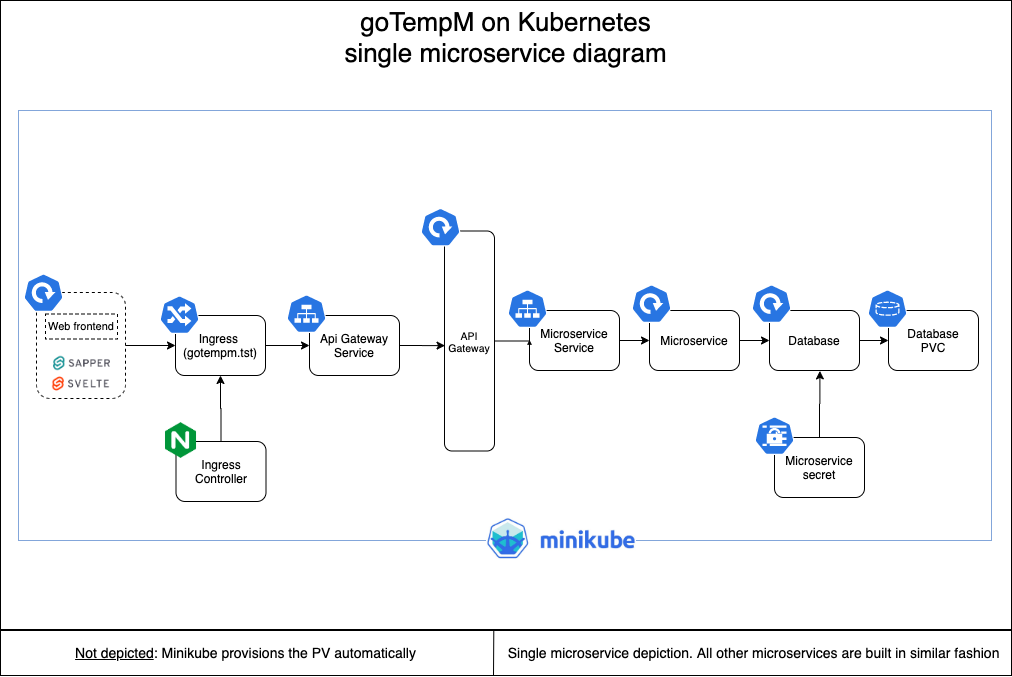 goTempM on Kubernetes
single microservice diagram
Web frontend
SAPPER
SVELTE
Ingress
(gotempm.tst)
Api Gateway
Service
API
Gateway
Microservice
Service
Microservice
Database
Database
PVC
N
Ingress
Controller
Microservice
secret
minikube
Not depicted: Minikube provisions the PV automatically
Single microservice depiction. All other microservices are built in similar fashion